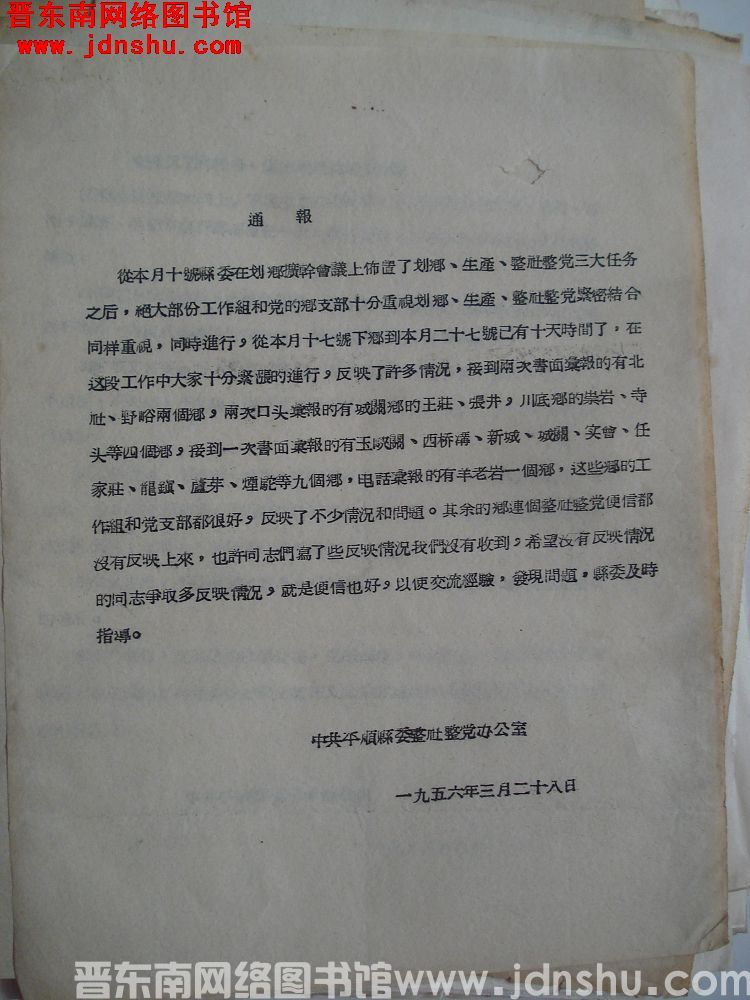 晋东南网络图书馆
www.jdnshu.com
通 報
從本月十號縣委在划鄉擴幹會議上佈置了划鄉、生產、整社整党三大任务
之后，絕大部份工作組和党的鄉支部十分重視划鄉、生產、整社整党緊密結合
同样重視，同時進行，從本月十七號下鄉到本月二十七號已有十天時間了，在
这段工作中大家十分緊張的進行，反映了許多情況，接到兩次書面彙報的有北
社、野峪兩個鄉，兩次口头彙報的有城關鄉的王莊、張井，川底鄉的崇岩、寺
头等四個鄉，接到一次書面彙報的有玉峽關、西桥溝、新城、城關、实會、任
家莊、龍鎮、蘆芽、煙駝等九個鄉，电話彙報的有羊老岩一個鄉，这些鄉的工
作組和党支部都很好，反映了不少情況和問題。其余的鄉連個整社整党便信都
沒有反映上來，也許同志們寫了些反映情況我們沒有收到，希望沒有反映情況
的同志爭取多反映情況，就是便信也好，以便交流經驗，發現問題，縣委及時
指導。
中共平順縣委整社整党办公室
一九五六年三月二十八日
晋东南网络图书馆www.jdnshu.com